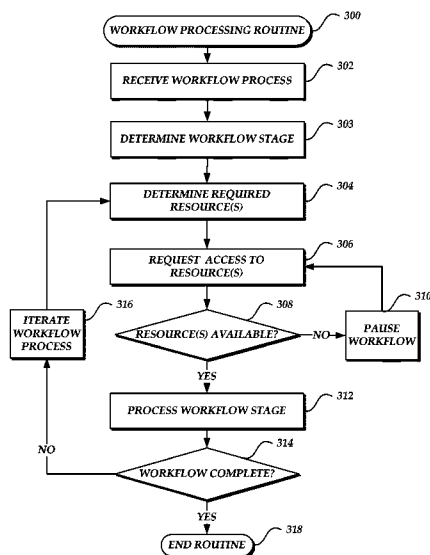 WORKFLOW PROCESSING ROUTINE
300
RECEIVE WORKFLOW PROCESS
302
DETERMINE WORKFLOW STAGE
303
DETERMINE REQUIRED
RESOURCE(S)
304
REQUEST ACCESS TO
RESOURCE(S)
306
ITERATE
WORKFLOW
PROCESS
316
RESOURCE(S) AVAILABLE?
308
NO
PAUSE
WORKFLOW
310
YES
PROCESS WORKFLOW STAGE
312
NO
WORKFLOW COMPLETE?
314
YES
END ROUTINE
318